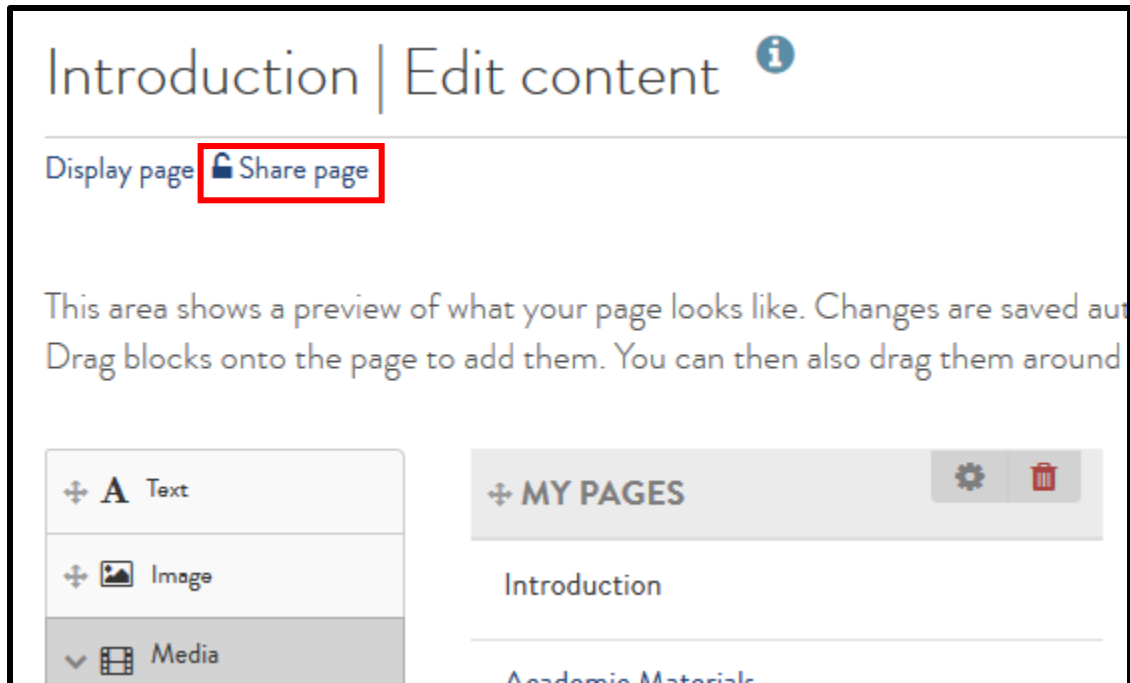 Introduction | Edit content
Display page Share page
This area shows a preview of what your page looks like. Changes are saved aut
Drag blocks onto the page to add them. You can then also drag them around
Text
MY PAGES
Image
Introduction
Media
Academic Materials